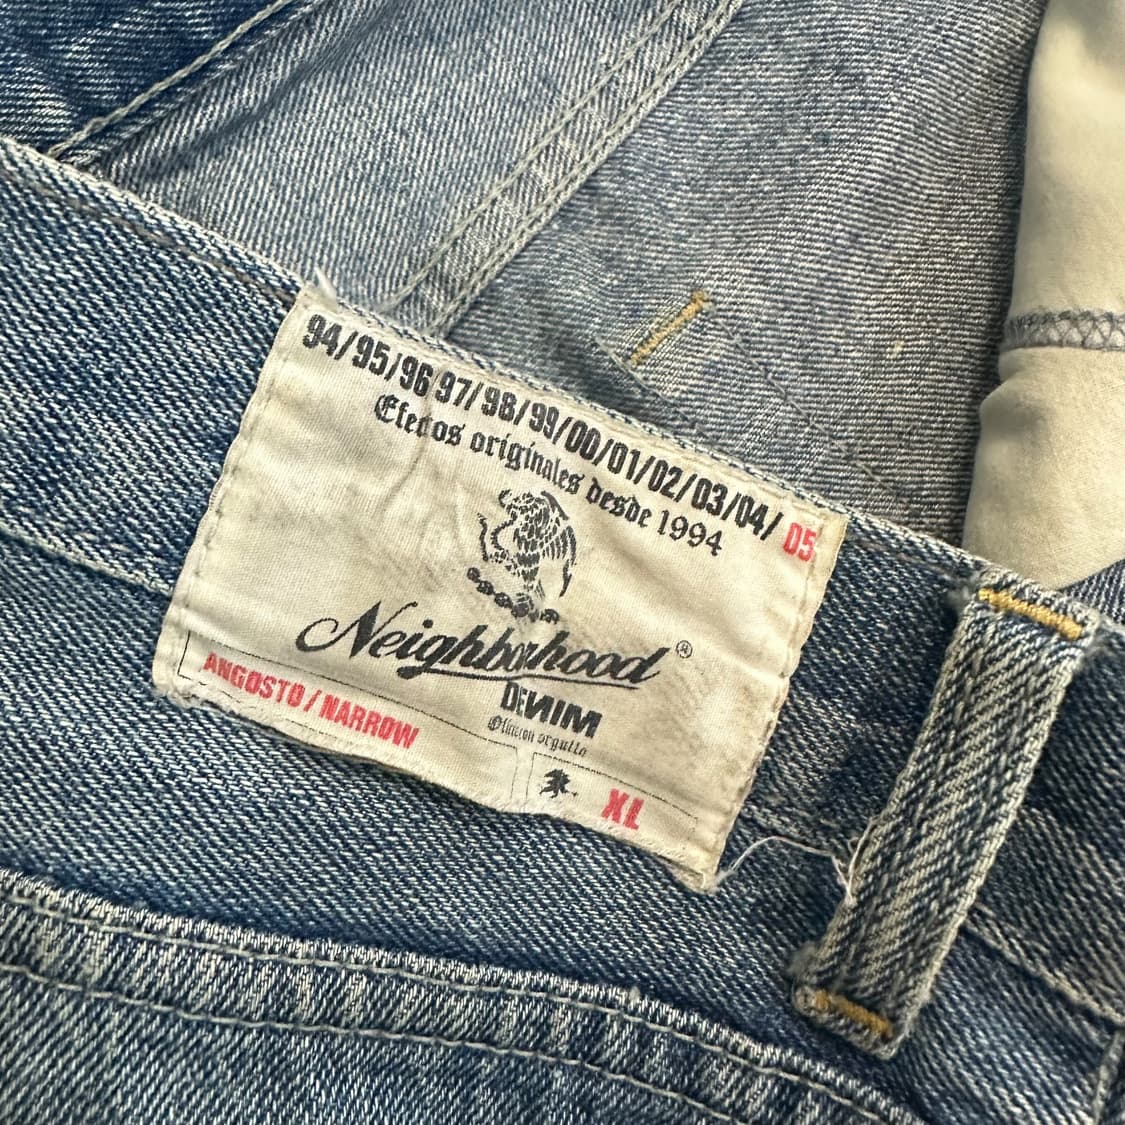 94/95/96/97/98/99/00/01/02/03/04/05
Efectos originales desde 1994
Neighborhood ®
DENIM
orgullo
ANGOSTO/NARROW
XL